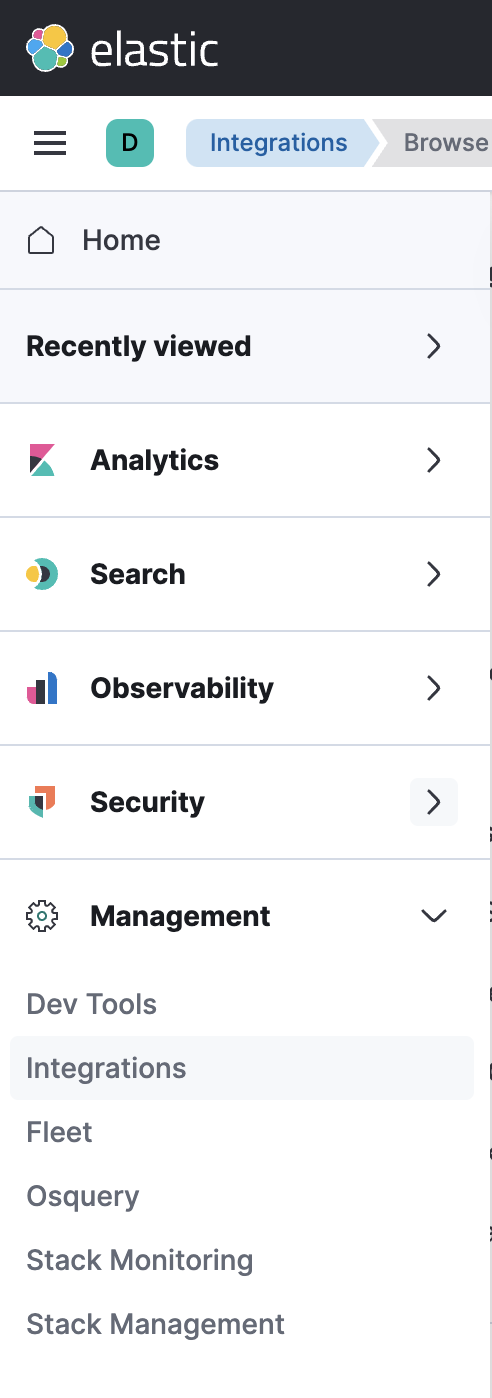 elastic
D
Integrations
Browse
Home
Recently viewed
Analytics
Search
Observability
Security
Management
Dev Tools
Integrations
Fleet
Osquery
Stack Monitoring
Stack Management